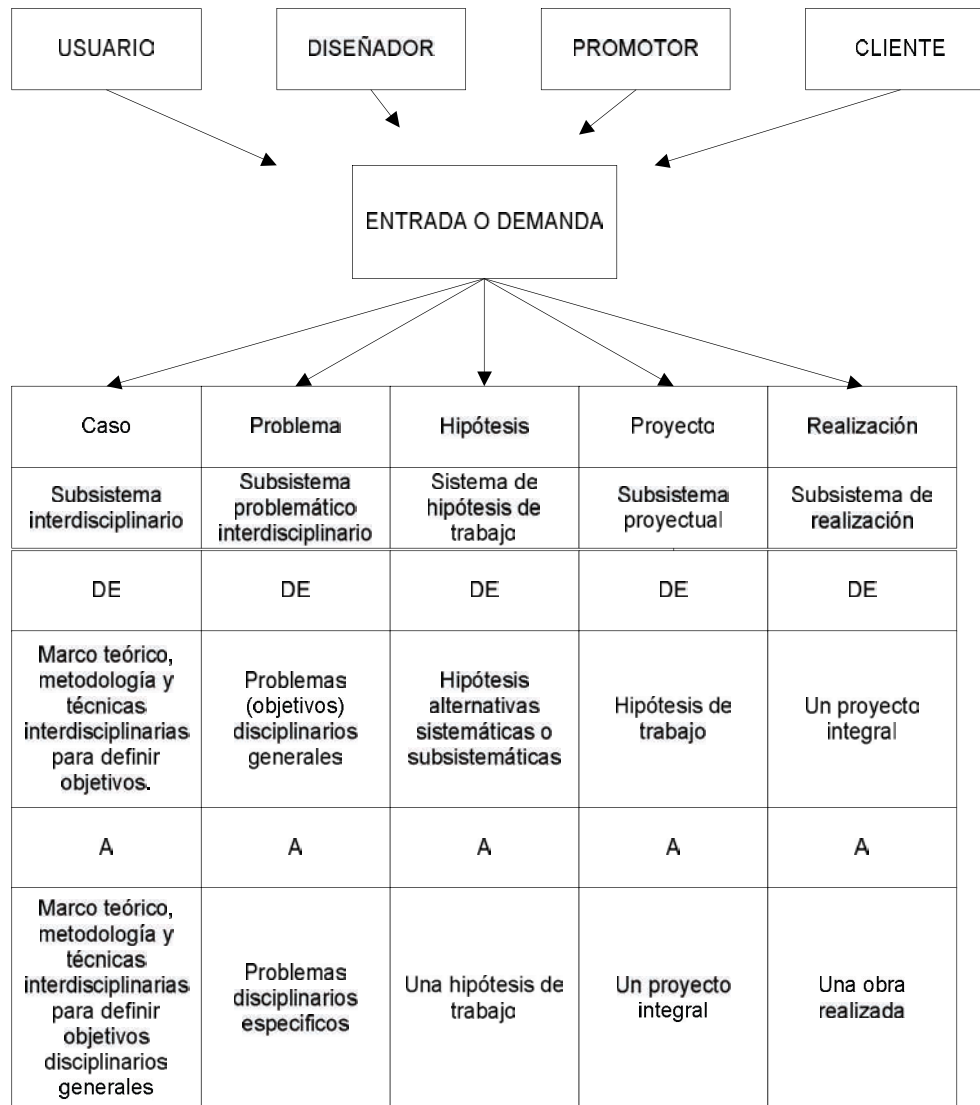 USUARIO
DISEÑADOR
PROMOTOR
CLIENTE
ENTRADA O DEMANDA
Caso
Problema
Hipótesis
Proyecto
Realización
Subsistema
interdisciplinario
Subsistema
problemático
interdisciplinario
Sistema de
hipótesis de
trabajo
Subsistema
proyectual
Subsistema de
realización
DE
DE
DE
DE
DE
Marco teórico,
metodología y
técnicas
interdisciplinarias
para definir
objetivos.
Problemas
(objetivos)
disciplinarios
generales
Hipótesis
alternativas
sistemáticas o
subsistemáticas
Hipótesis de
trabajo
Un proyecto
integral
A
A
A
A
A
Marco teórico,
metodología y
técnicas
interdisciplinarias
para definir
objetivos
disciplinarios
generales
Problemas
disciplinarios
especificos
Una hipótesis de
trabajo
Un proyecto
integral
Una obra
realizada